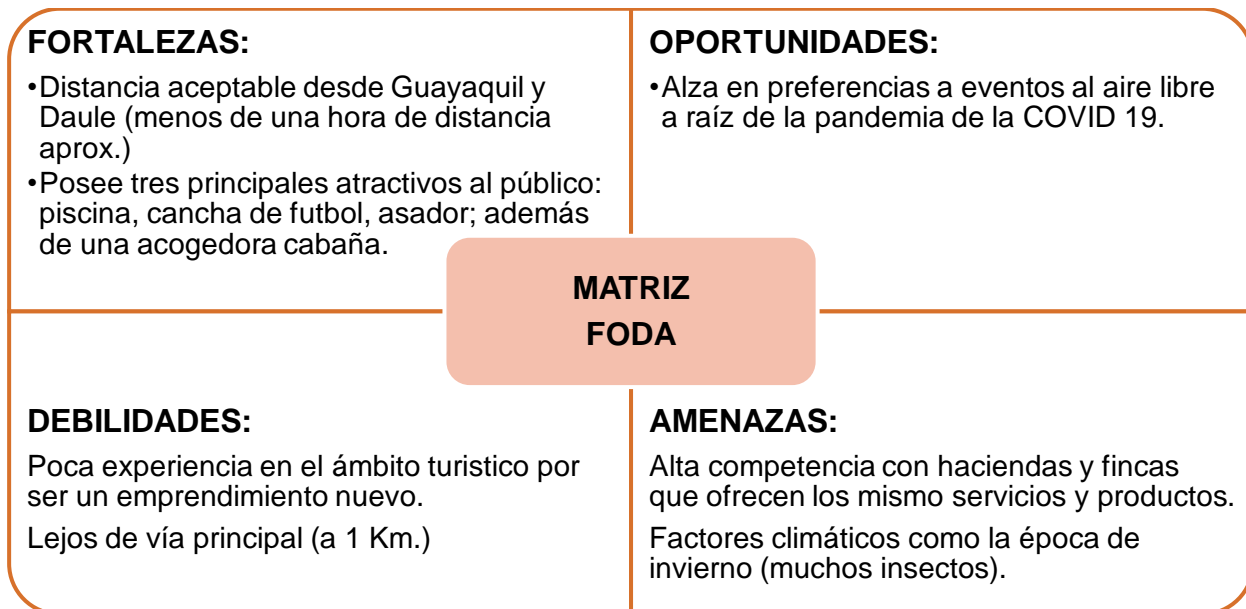 FORTALEZAS:
•Distancia aceptable desde Guayaquil y
Daule (menos de una hora de distancia
aprox.)
•Posee tres principales atractivos al público:
piscina, cancha de futbol, asador; además
de una acogedora cabaña.
OPORTUNIDADES:
•Alza en preferencias a eventos al aire libre
a raíz de la pandemia de la COVID 19.
MATRIZ
FODA
DEBILIDADES:
Poca experiencia en el ámbito turistico por
ser un emprendimiento nuevo.
Lejos de vía principal (a 1 Km.)
AMENAZAS:
Alta competencia con haciendas y fincas
que ofrecen los mismo servicios y productos.
Factores climáticos como la época de
invierno (muchos insectos).